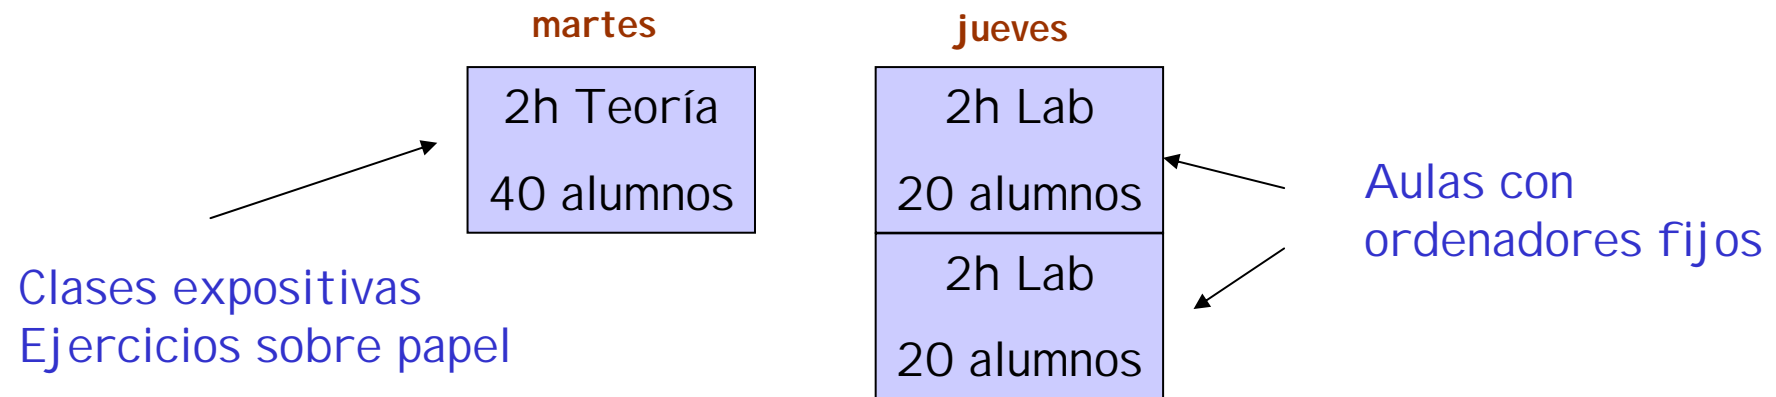 martes
jueves
2h Teoría
40 alumnos
2h Lab
20 alumnos
2h Lab
20 alumnos
Clases expositivas
Ejercicios sobre papel
Aulas con
ordenadores fijos